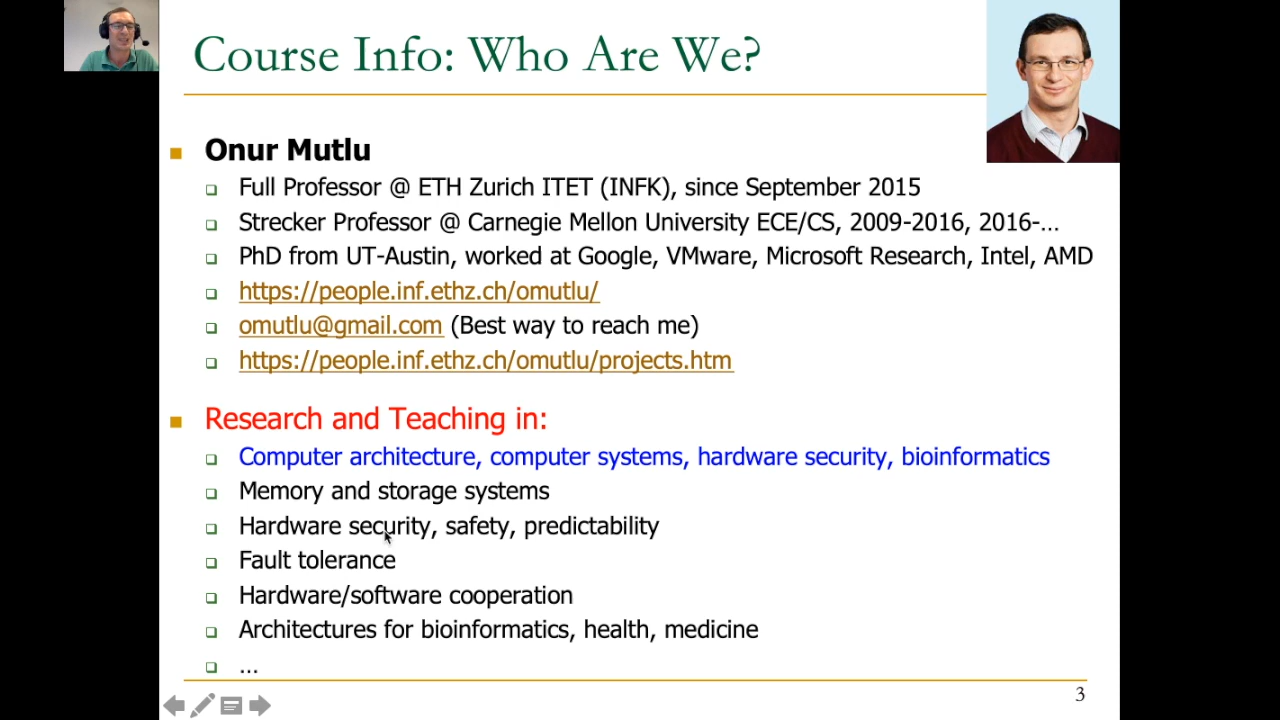 Course Info: Who Are We?
Onur Mutlu
Full Professor @ ETH Zurich ITET (INFK), since September 2015
Strecker Professor @ Carnegie Mellon University ECE/CS, 2009-2016, 2016-...
PhD from UT-Austin, worked at Google, VMware, Microsoft Research, Intel, AMD
https://people.inf.ethz.ch/omutlu/
omutlu@gmail.com (Best way to reach me)
https://people.inf.ethz.ch/omutlu/projects.htm
Research and Teaching in:
Computer architecture, computer systems, hardware security, bioinformatics
Memory and storage systems
Hardware security, safety, predictability
Fault tolerance
Hardware/software cooperation
Architectures for bioinformatics, health, medicine
...
3